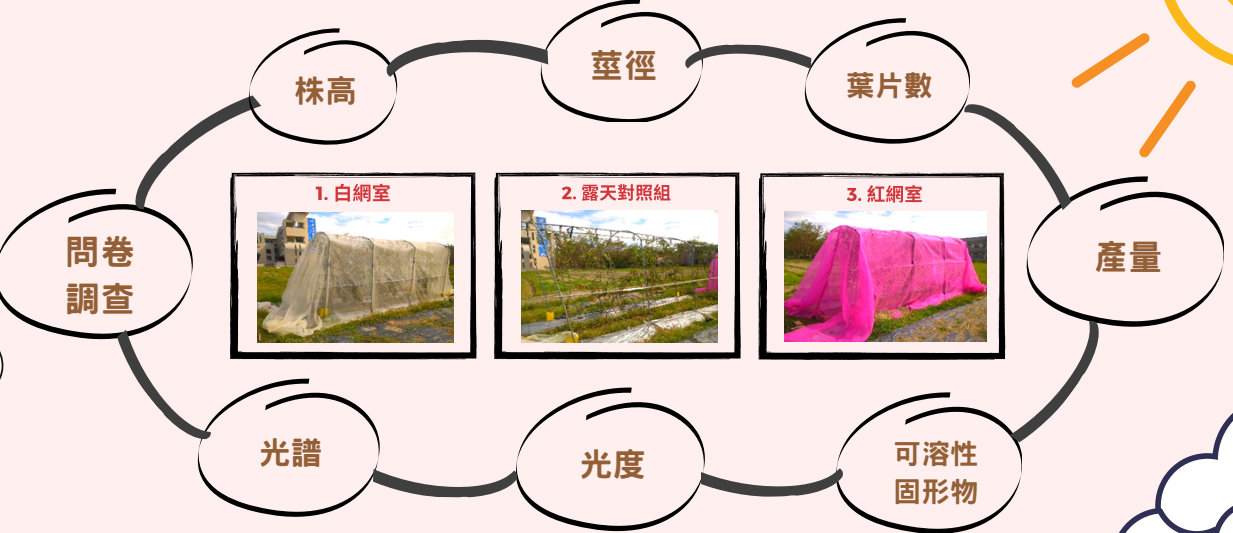 株高
莖徑
葉片數
1. 白網室
2. 露天對照組
3. 紅網室
問卷
調查
產量
光譜
光度
可溶性
固形物